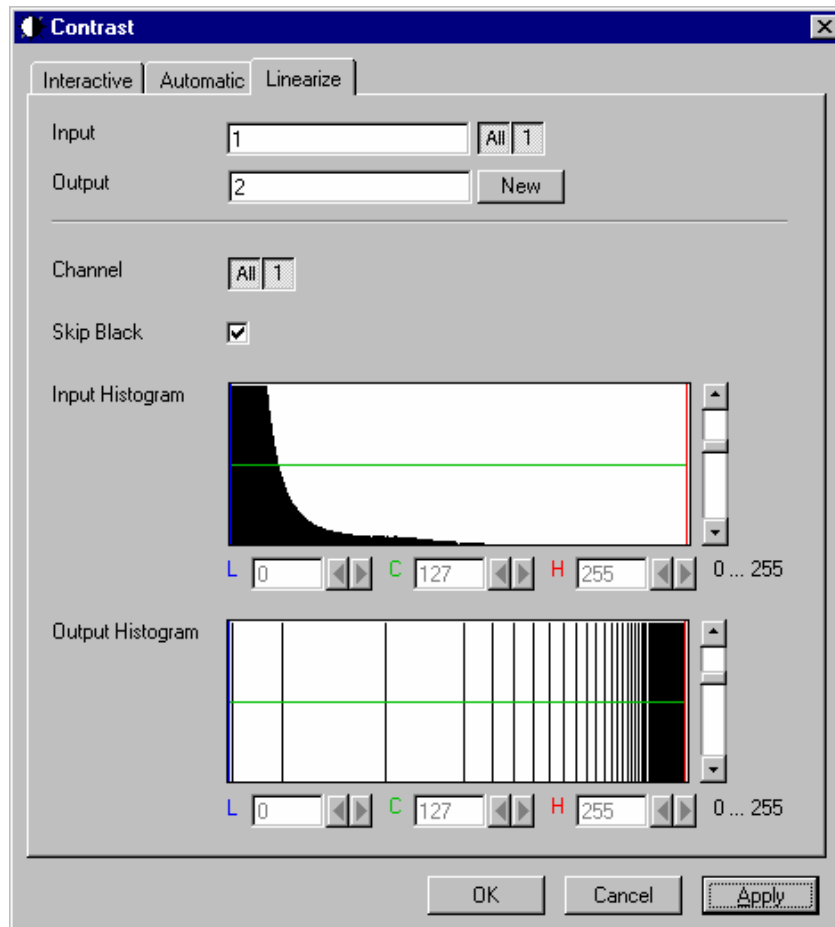 Contrast
Interactive Automatic Linearize
Input 1 All 1
Output 2 New
Channel All 1
Skip Black
Input Histogram
L 0 C 127 H 255 0 ... 255
Output Histogram
L 0 C 127 H 255 0 ... 255
OK Cancel Apply